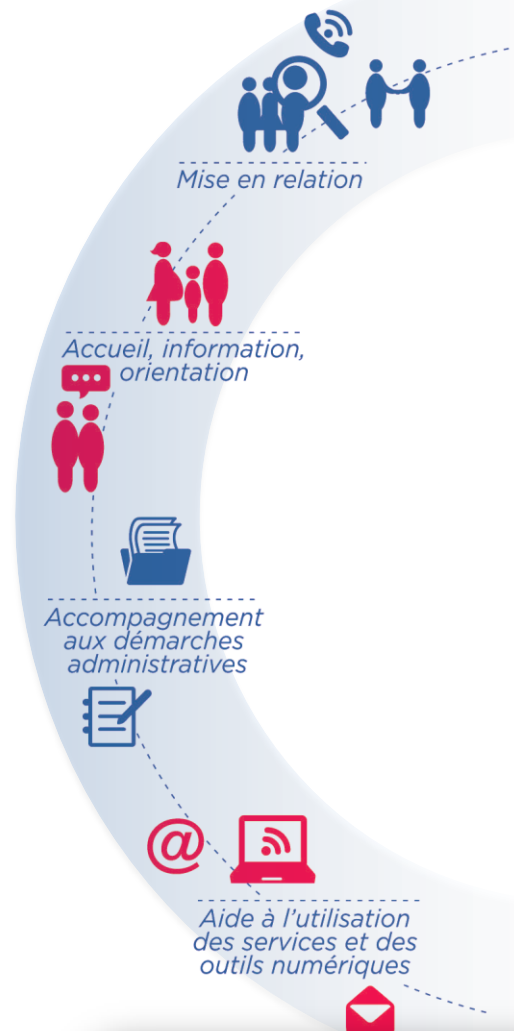 Mise en relation
Accueil, information,
orientation
Accompagnement
aux démarches
administratives
@
Aide à l'utilisation
des services et des
outils numériques